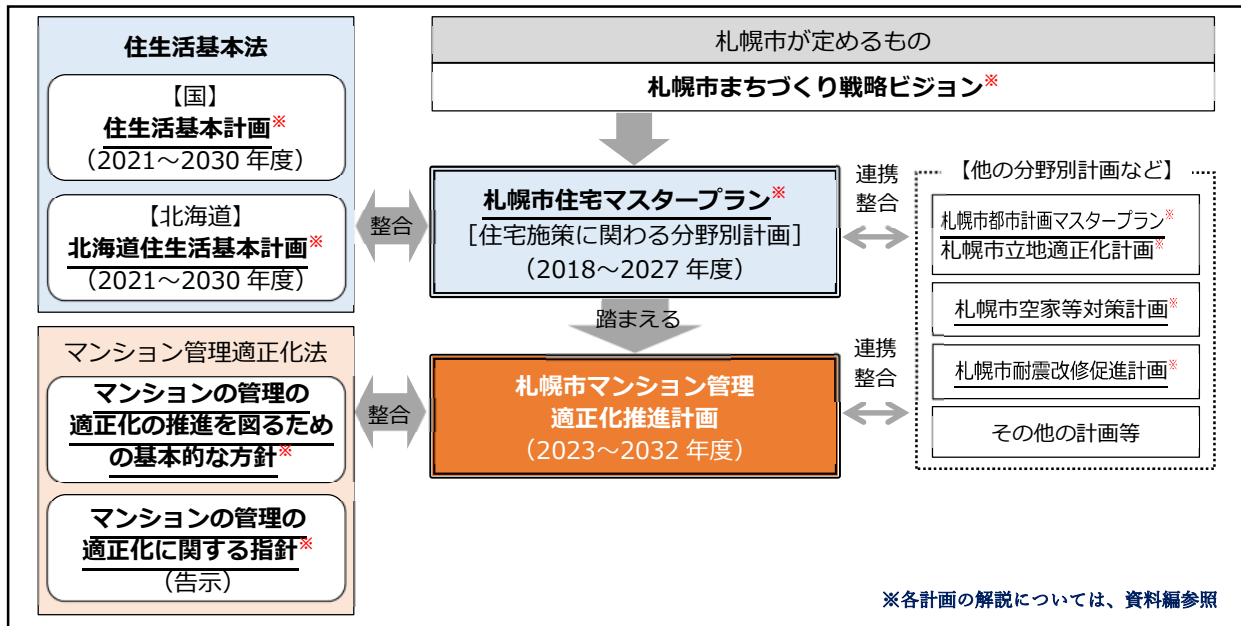 住生活基本法
【国】
住生活基本計画※
（2021～2030 年度）
【北海道】
北海道住生活基本計画※
（2021～2030 年度）
マンション管理適正化法
マンションの管理の
適正化の推進を図るため
の基本的な方針※
マンションの管理の
適正化に関する指針※
（告示）
整合
整合
札幌市が定めるもの
札幌市まちづくり戦略ビジョン※
札幌市住宅マスタープラン※
［住宅施策に関わる分野別計画］
（2018～2027 年度）
踏まえる
札幌市マンション管理
適正化推進計画
（2023～2032 年度）
連携
整合
連携
整合
【他の分野別計画など】
札幌市都市計画マスタープラン※
札幌市立地適正化計画※
札幌市空家等対策計画※
札幌市耐震改修促進計画※
その他の計画等
※各計画の解説については、資料編参照